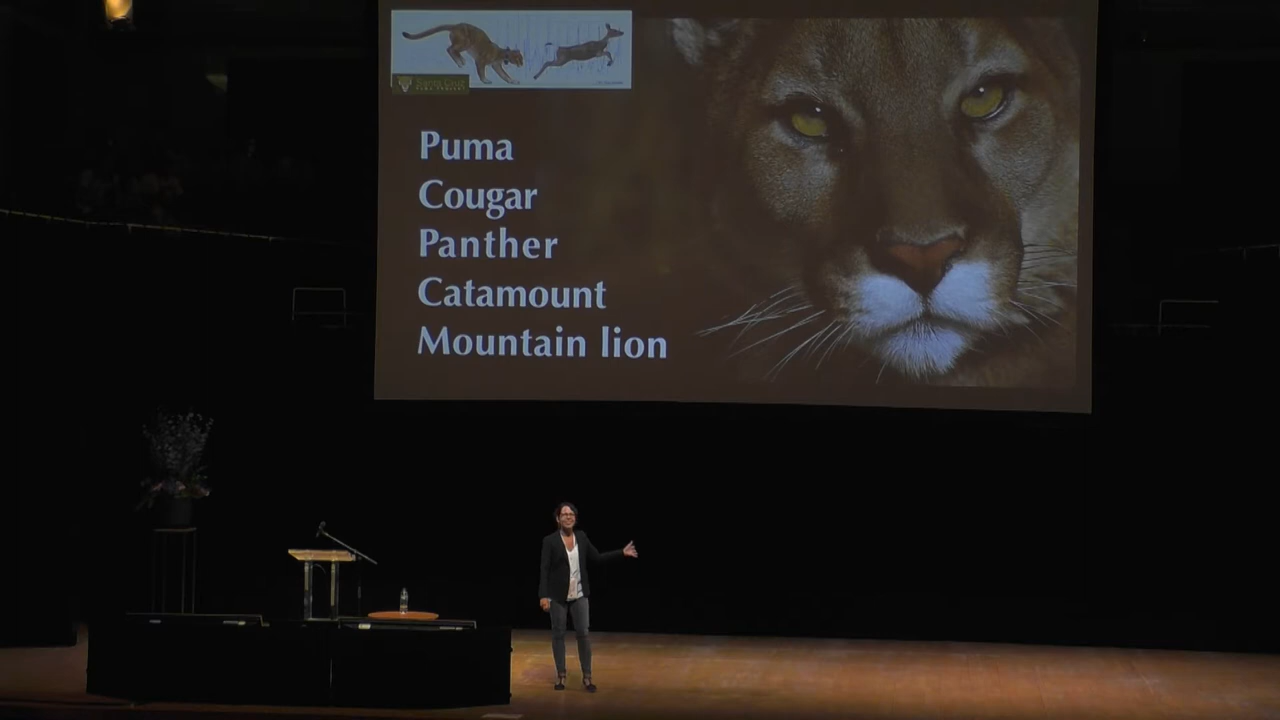 Puma
Cougar
Panther
Catamount
Mountain lion